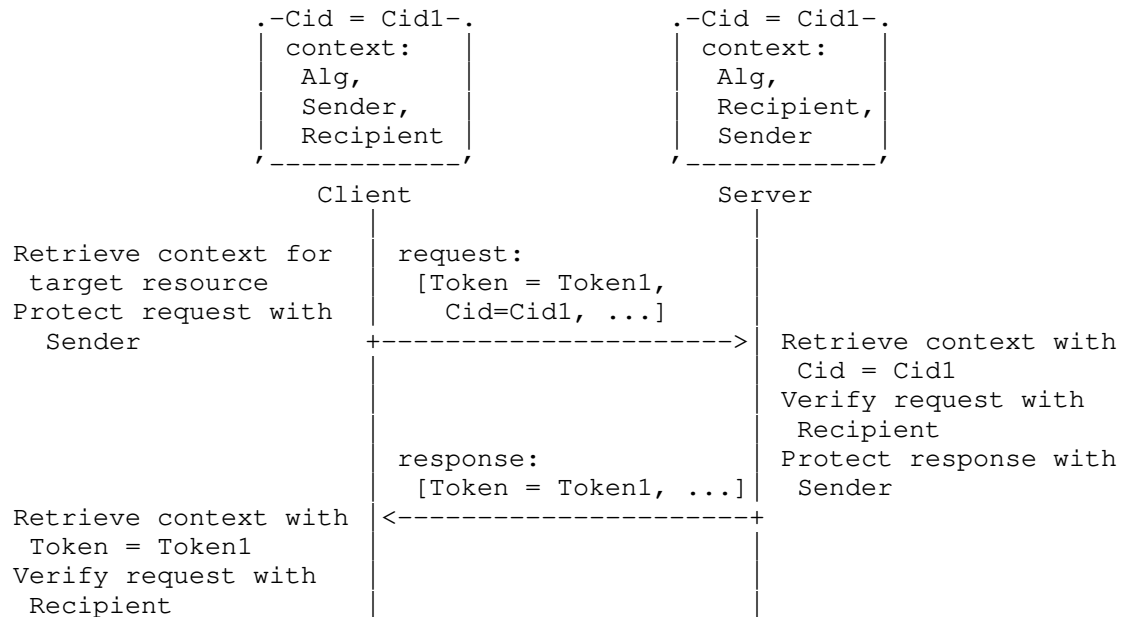 .-Cid = Cid1-.          .-Cid = Cid1-.
| context:   |          | context:   |
|  Alg,      |          |  Alg,      |
|  Sender,   |          |  Recipient,|
|  Recipient |          |  Sender    |
'------------'          '------------'
Client                  Server
Retrieve context for | request:
target resource | [Token = Token1,
Protect request with | Cid=Cid1, ...]
Sender +---------------------->| Retrieve context with
Cid = Cid1
Verify request with
Recipient
response: | Protect response with
[Token = Token1, ...]| Sender
Retrieve context with |<----------------------+
Token = Token1
Verify request with
Recipient